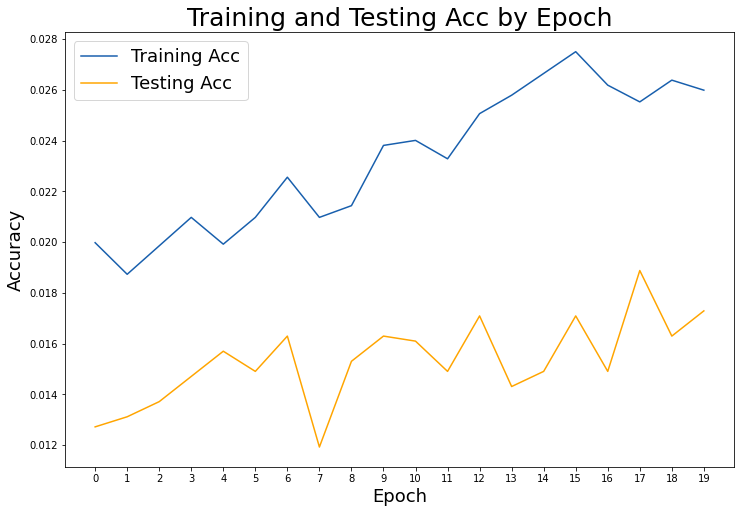 Training and Testing Acc by Epoch
Training Acc
Testing Acc
0.028
0.026
0.024
0.022
0.020
0.018
0.016
0.014
0.012
Accuracy
0 1 2 3 4 5 6 7 8 9 10 11 12 13 14 15 16 17 18 19
Epoch